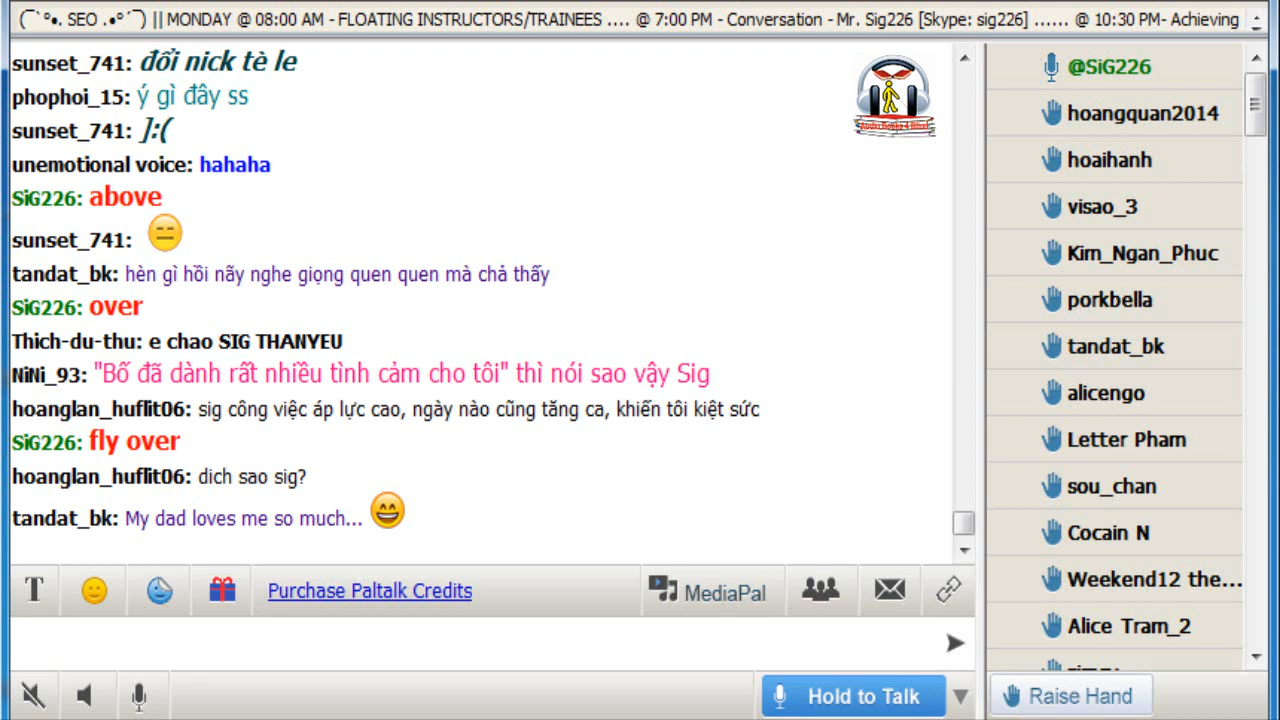 (¯`°•. SEO .•°´¯) || MONDAY @ 08:00 AM - FLOATING INSTRUCTORS/TRAINEES .... @ 7:00 PM - Conversation - Mr. Sig226 [Skype: sig226] ...... @ 10:30 PM- Achieving
sunset_741: đổi nick tè le
phophoi_15: ý gì đây ss
sunset_741: ]:(
unemotional voice: hahaha
SiG226: above
sunset_741:
tandat_bk: hèn gì hồi nãy nghe giọng quen quen mà chả thấy
SiG226: over
Thich-du-thu: e chao SIG THANYEU
NiNi_93: "Bố đã dành rất nhiều tình cảm cho tôi" thì nói sao vậy Sig
hoanglan_huflit06: sig công việc áp lực cao, ngày nào cũng tăng ca, khiến tôi kiệt sức
SiG226: fly over
hoanglan_huflit06: dich sao sig?
tandat_bk: My dad loves me so much...
@SiG226
hoangquan2014
hoaihanh
visao_3
Kim_Ngan_Phuc
porkbella
tandat_bk
alicengo
Letter Pham
sou_chan
Cocain N
Weekend12 the...
Alice Tram_2
T
Purchase Paltalk Credits
MediaPal
Hold to Talk
Raise Hand